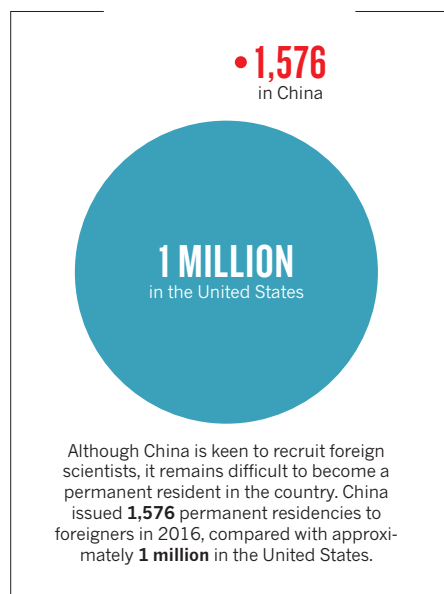 1,576
in China
1 MILLION
in the United States
Although China is keen to recruit foreign
scientists, it remains difficult to become a
permanent resident in the country. China
issued 1,576 permanent residencies to
foreigners in 2016, compared with approxi-
mately 1 million in the United States.